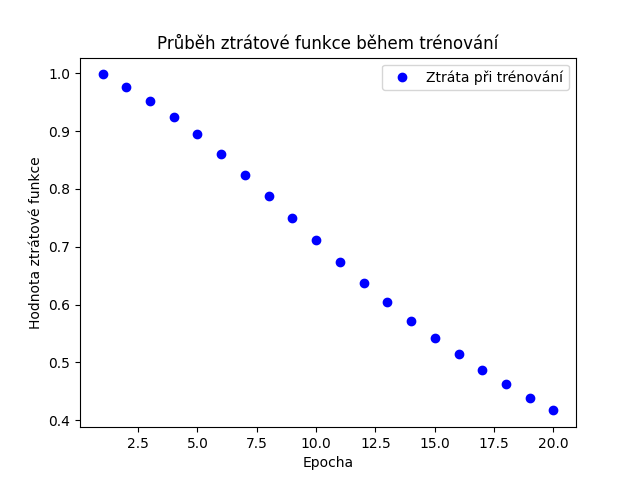 Průběh ztrátové funkce během trénování
Ztráta při trénování
Hodnota ztrátové funkce
1.0
0.9
0.8
0.7
0.6
0.5
0.4
2.5 5.0 7.5 10.0 12.5 15.0 17.5 20.0
Epocha